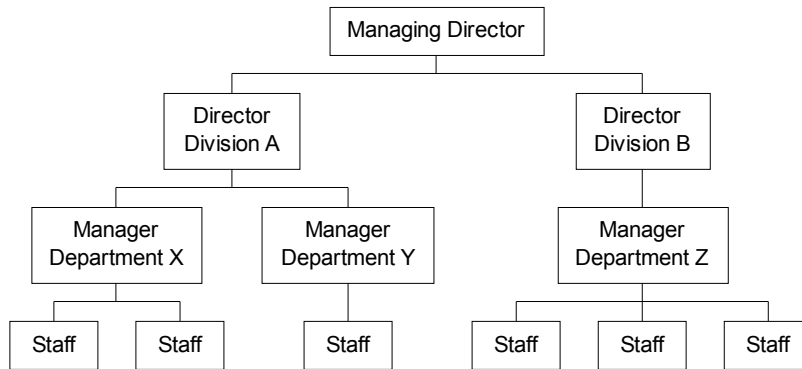 Managing Director
Director
Division A
Director
Division B
Manager
Department X
Manager
Department Y
Manager
Department Z
Staff
Staff
Staff
Staff
Staff
Staff